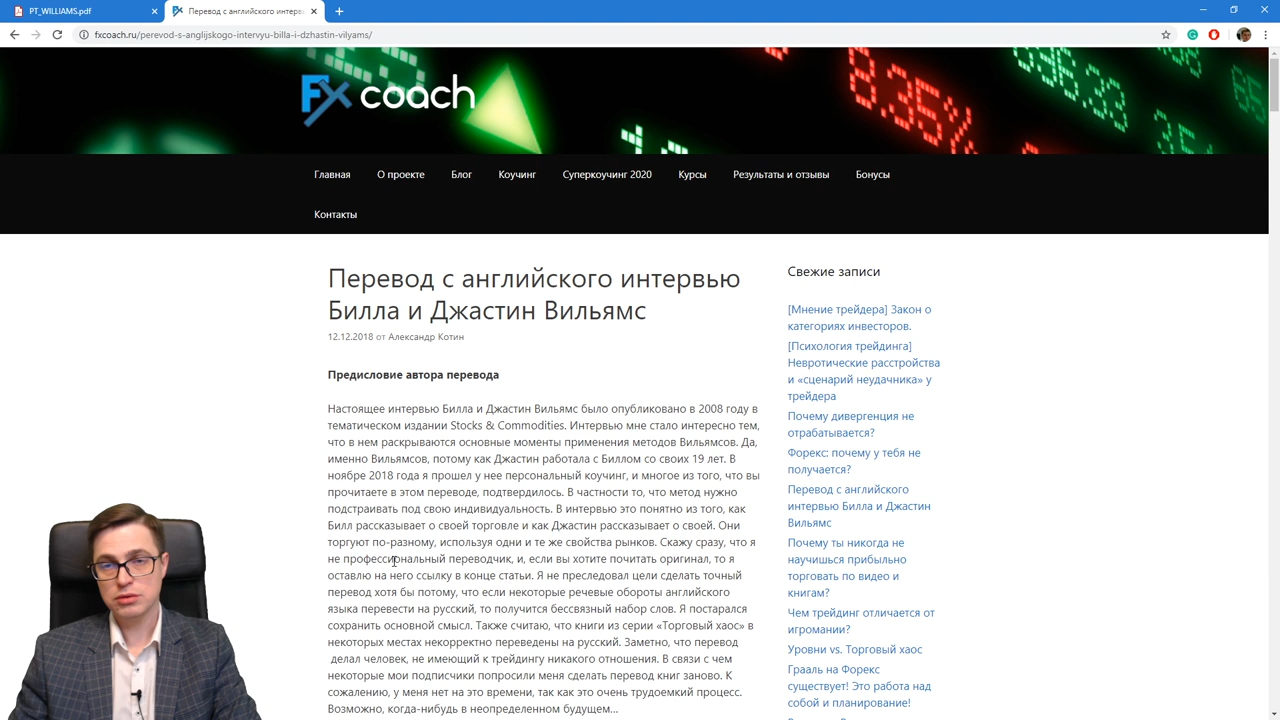 PT_WILLIAMS.pdf
Перевод с английского интерв
fxcoach.ru/perevod-s-anglijskogo-intervyu-billa-i-dzhastin-vilyams/
Fx coach
8.35%
Главная
О проекте
Блог
Коучинг
Суперкоучинг 2020
Курсы
Результаты и отзывы
Бонусы
Контакты
Перевод с английского интервью
Билла и Джастин Вильямс
12.12.2018 от Александр Котин
Предисловие автора перевода
Настоящее интервью Билла и Джастин Вильямс было опубликовано в 2008 году в
тематическом издании Stocks & Commodities. Интервью мне стало интересно тем,
что в нем раскрываются основные моменты применения методов Вильямсов. Да,
именно Вильямсов, потому как Джастин работала с Биллом со своих 19 лет. В
ноябре 2018 года я прошел у нее персональный коучинг, и многое из того, что вы
прочитаете в этом переводе, подтвердилось. В частности то, что метод нужно
подстраивать под свою индивидуальность. В интервью это понятно из того, как
Билл рассказывает о своей торговле и как Джастин рассказывает о своей. Они
торгуют по-разному, используя одни и те же свойства рынков. Скажу сразу, что я
не профессиональный переводчик, и, если вы хотите почитать оригинал, то я
оставлю на него ссылку в конце статьи. Я не преследовал цели сделать точный
перевод хотя бы потому, что если некоторые речевые обороты английского
языка перевести на русский, то получится бессвязный набор слов. Я постарался
сохранить основной смысл. Также считаю, что книги из серии «Торговый хаос» в
некоторых местах некорректно переведены на русский. Заметно, что перевод
делал человек, не имеющий к трейдингу никакого отношения. В связи с чем
некоторые мои подписчики попросили меня сделать перевод книг заново. К
сожалению, у меня нет на это времени, так как это очень трудоемкий процесс.
Возможно, когда-нибудь в неопределенном будущем...
Свежие записи
[Мнение трейдера] Закон о
категориях инвесторов.
[Психология трейдинга]
Невротические расстройства
и «сценарий неудачника» у
трейдера
Почему дивергенция не
отрабатывается?
Форекс: почему у тебя не
получается?
Перевод с английского
интервью Билла и Джастин
Вильямс
Почему ты никогда не
научишься прибыльно
торговать по видео и
книгам?
Чем трейдинг отличается от
игромании?
Уровни vs. Торговый хаос
Грааль на Форекс
существует! Это работа над
собой и планирование!